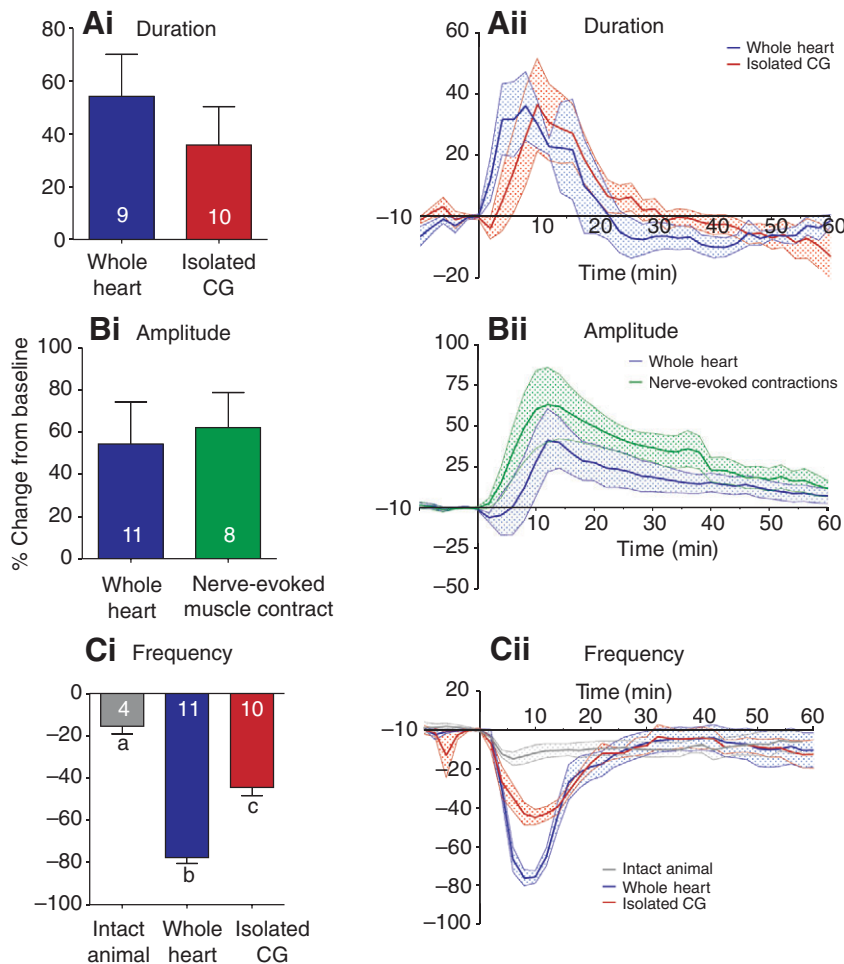 Ai
Duration
80
60
40
20
0
9
10
Whole
heart
Isolated
CG
Aii
Duration
Whole heart
Isolated CG
60
40
20
–10
–20
10
20
30
40
50
60
Time (min)
% Change from baseline
Bi
Amplitude
100
80
60
40
20
0
11
8
Whole
heart
Nerve-evoked
muscle contract
Bii
Amplitude
Whole heart
Nerve-evoked contractions
100
75
50
25
–10
–25
–50
10
20
30
40
50
60
Time (min)
Ci
Frequency
0
–20
–40
–60
–80
–100
4
11
10
a
b
c
Intact
animal
Whole
heart
Isolated
CG
Cii
Frequency
Time (min)
20
–10
10
20
30
40
50
60
–20
–40
–60
–80
–100
Intact animal
Whole heart
Isolated CG